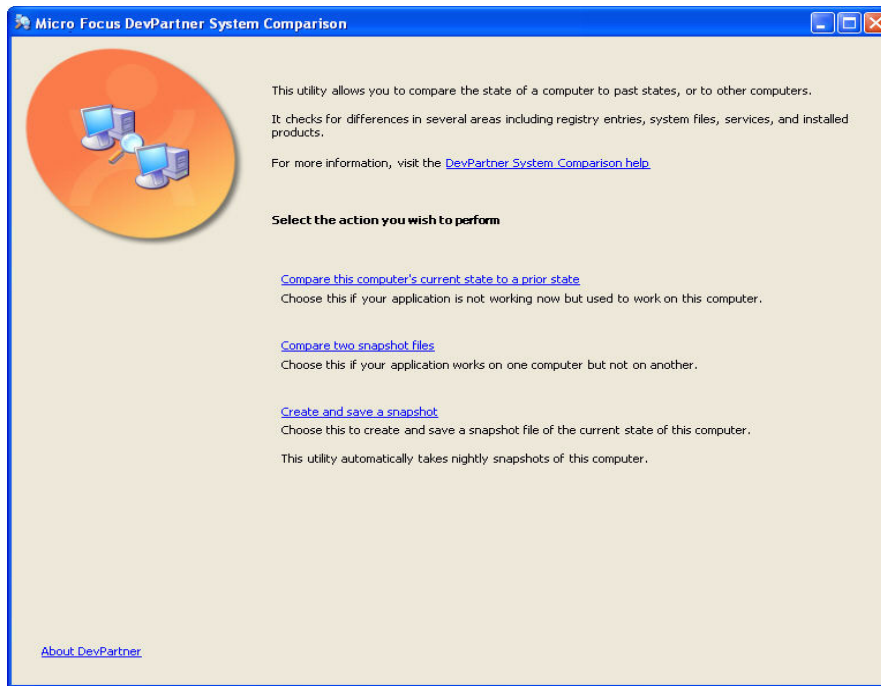 Micro Focus DevPartner System Comparison
This utility allows you to compare the state of a computer to past states, or to other computers.
It checks for differences in several areas including registry entries, system files, services, and installed
products.
For more information, visit the DevPartner System Comparison help
Select the action you wish to perform
Compare this computer's current state to a prior state
Choose this if your application is not working now but used to work on this computer.
Compare two snapshot files
Choose this if your application works on one computer but not on another.
Create and save a snapshot
Choose this to create and save a snapshot file of the current state of this computer.
This utility automatically takes nightly snapshots of this computer.
About DevPartner